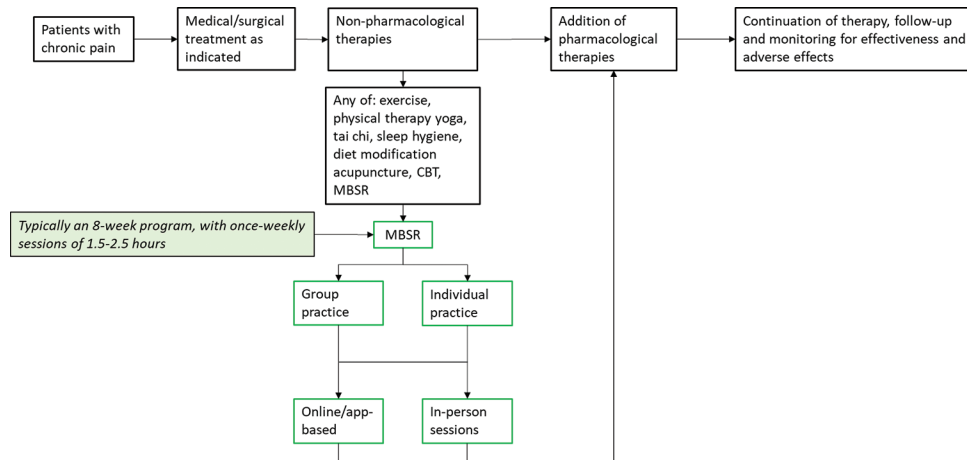 Patients with
chronic pain
Medical/surgical
treatment as
indicated
Non-pharmacological
therapies
Addition of
pharmacological
therapies
Continuation of therapy, follow-up
and monitoring for effectiveness and
adverse effects
Any of: exercise,
physical therapy yoga,
tai chi, sleep hygiene,
diet modification
acupuncture, CBT,
MBSR
Typically an 8-week program, with once-weekly
sessions of 1.5-2.5 hours
MBSR
Group
practice
Individual
practice
Online/app-
based
In-person
sessions